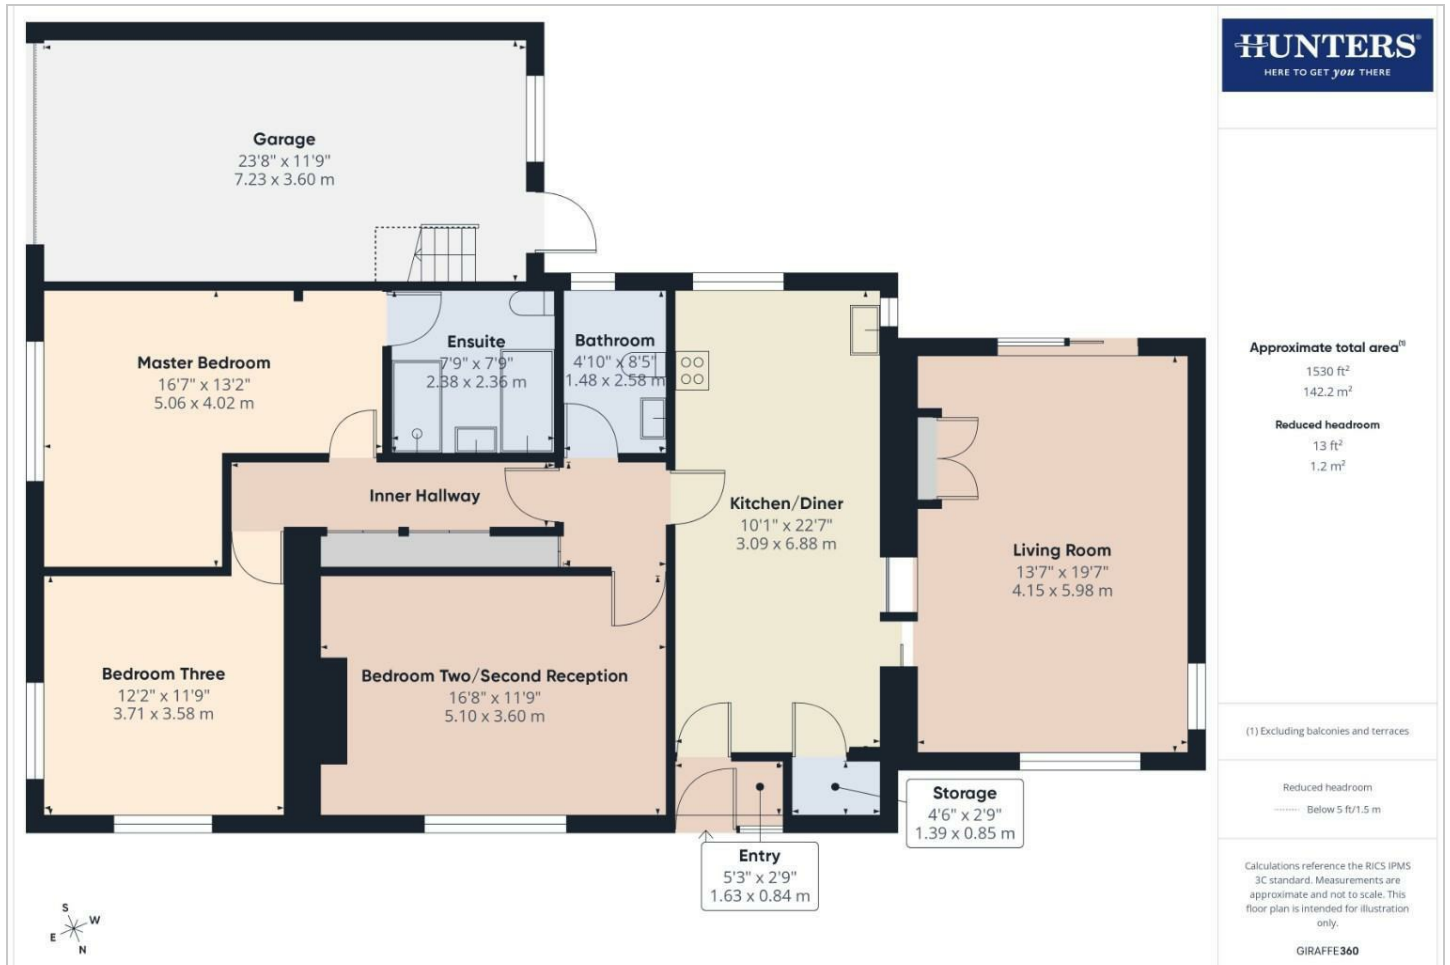 Garage
23'8" x 11'9"
7.23 x 3.60 m
Master Bedroom
16'7" x 13'2"
5.06 x 4.02 m
Ensuite
7'9" x 7'9"
2.38 x 2.36 m
Bathroom
4'10" x 8'5"
1.48 x 2.58 m
Inner Hallway
Kitchen/Diner
10'1" x 22'7"
3.09 x 6.88 m
Living Room
13'7" x 19'7"
4.15 x 5.98 m
Bedroom Three
12'2" x 11'9"
3.71 x 3.58 m
Bedroom Two/Second Reception
16'8" x 11'9"
5.10 x 3.60 m
Storage
4'6" x 2'9"
1.39 x 0.85 m
Entry
5'3" x 2'9"
1.63 x 0.84 m
S
W
E
N
HUNTERS®
HERE TO GET you THERE
Approximate total area(1)
1530 ft²
142.2 m²
Reduced headroom
13 ft²
1.2 m²
(1) Excluding balconies and terraces
Reduced headroom
Below 5 ft/1.5 m
Calculations reference the RICS IPMS
3C standard. Measurements are
approximate and not to scale. This
floor plan is intended for illustration
only.
GIRAFFE360